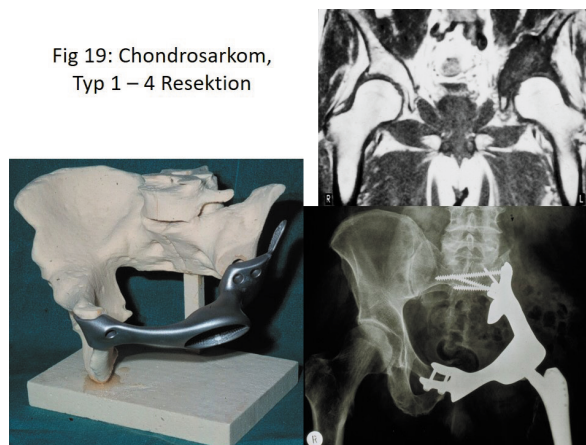 Fig 19: Chondrosarkom,
Typ 1 – 4 Resektion
R
L
R